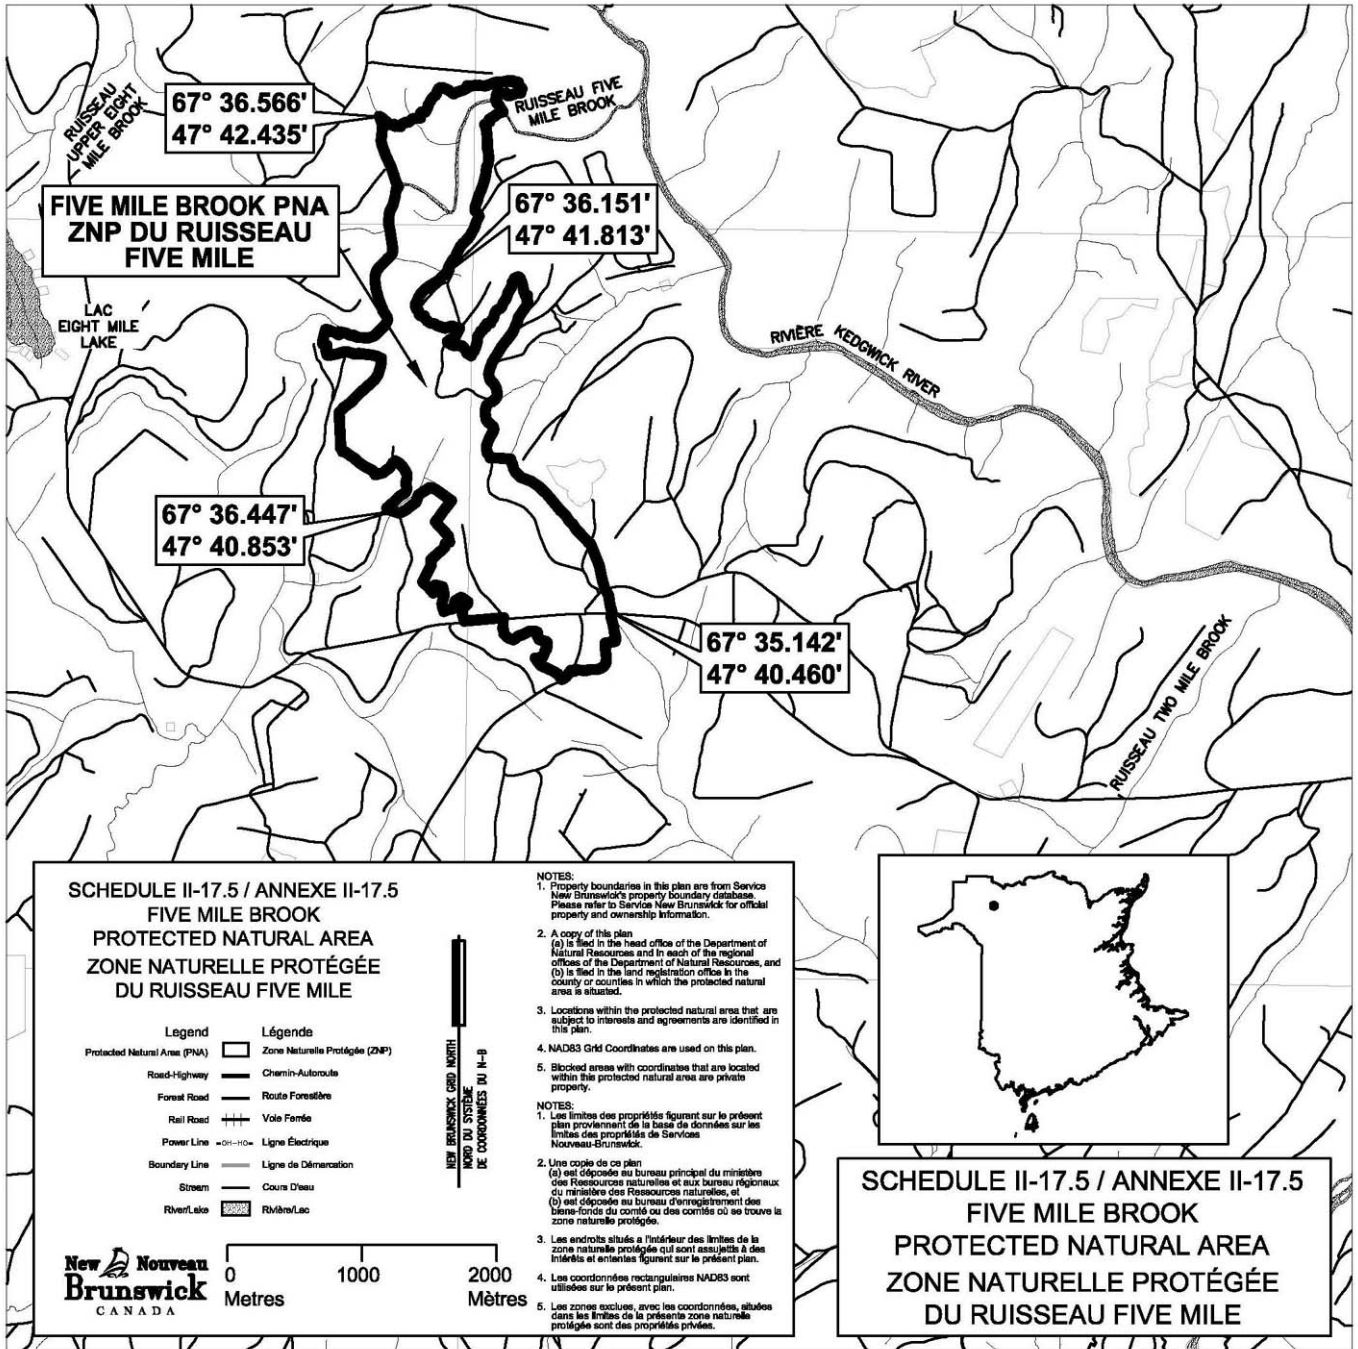 RUISSEAU
UPPER EIGHT
MILE BROOK
67° 36.566'
47° 42.435'
RUISSEAU FIVE
MILE BROOK
FIVE MILE BROOK PNA
ZNP DU RUISSEAU
FIVE MILE
67° 36.151'
47° 41.813'
LAC
EIGHT MILE
LAKE
RIVIÈRE KEDGWICK RIVER
67° 36.447'
47° 40.853'
67° 35.142'
47° 40.460'
RUISSEAU TWO MILE BROOK
SCHEDULE II-17.5 / ANNEXE II-17.5
FIVE MILE BROOK
PROTECTED NATURAL AREA
ZONE NATURELLE PROTÉGÉE
DU RUISSEAU FIVE MILE
Legend Légende
Protected Natural Area (PNA) Zone Naturelle Protégée (ZNP)
Road-Highway Chemin-Autoroute
Forest Road Route Forestière
Rail Road Voie Ferrée
Power Line -OH-HO- Ligne Électrique
Boundary Line Ligne de Démarcation
Stream Cours D'eau
River/Lake Rivière/Lac
NEW BRUNSWICK GRID NORTH
NORD DU SYSTÈME
DE COORDONNÉES DU N-B
New Nouveau
Brunswick
CANADA
0 1000 2000
Metres Mètres
NOTES:
1. Property boundaries in this plan are from Service
New Brunswick's property boundary database.
Please refer to Service New Brunswick for official
property and ownership information.
2. A copy of this plan
(a) is filed in the head office of the Department of
Natural Resources and in each of the regional
offices of the Department of Natural Resources, and
(b) is filed in the land registration office in the
county or counties in which the protected natural
area is situated.
3. Locations within the protected natural area that are
subject to interests and agreements are identified in
this plan.
4. NAD83 Grid Coordinates are used on this plan.
5. Blocked areas with coordinates that are located
within this protected natural area are private
property.
NOTES:
1. Les limites des propriétés figurant sur le présent
plan proviennent de la base de données sur les
limites des propriétés de Services
Nouveau-Brunswick.
2. Une copie de ce plan
(a) est déposée au bureau principal du ministère
des Ressources naturelles et aux bureau régionaux
du ministère des Ressources naturelles, et
(b) est déposée au bureau d'enregistrement des
biens-fonds du comté ou des comtés où se trouve la
zone naturelle protégée.
3. Les endroits situés a l'intérieur des limites de la
zone naturelle protégée qui sont assujettis à des
intérêts et ententes figurant sur le présent plan.
4. Les coordonnées rectangulaires NAD83 sont
utilisées sur le présent plan.
5. Les zones exclues, avec les coordonnées, situées
dans les limites de la présente zone naturelle
protégée sont des propriétés privées.
SCHEDULE II-17.5 / ANNEXE II-17.5
FIVE MILE BROOK
PROTECTED NATURAL AREA
ZONE NATURELLE PROTÉGÉE
DU RUISSEAU FIVE MILE